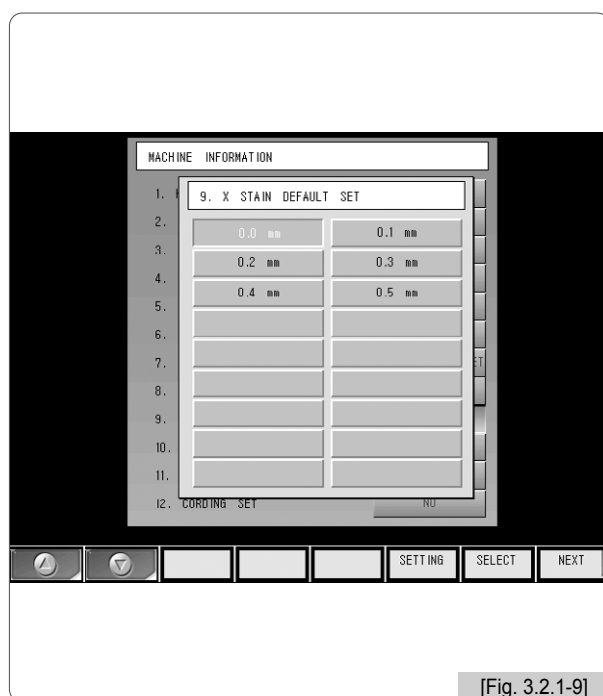 MACHINE INFORMATION
1.
9. X STAIN DEFAULT SET
2.
0.0 mm 0.1 mm
3.
0.2 mm 0.3 mm
4.
0.4 mm 0.5 mm
5.
6.
7.
8.
9.
10.
11.
12. CORDING SET NO
SETTING SELECT NEXT
[Fig. 3.2.1-9]